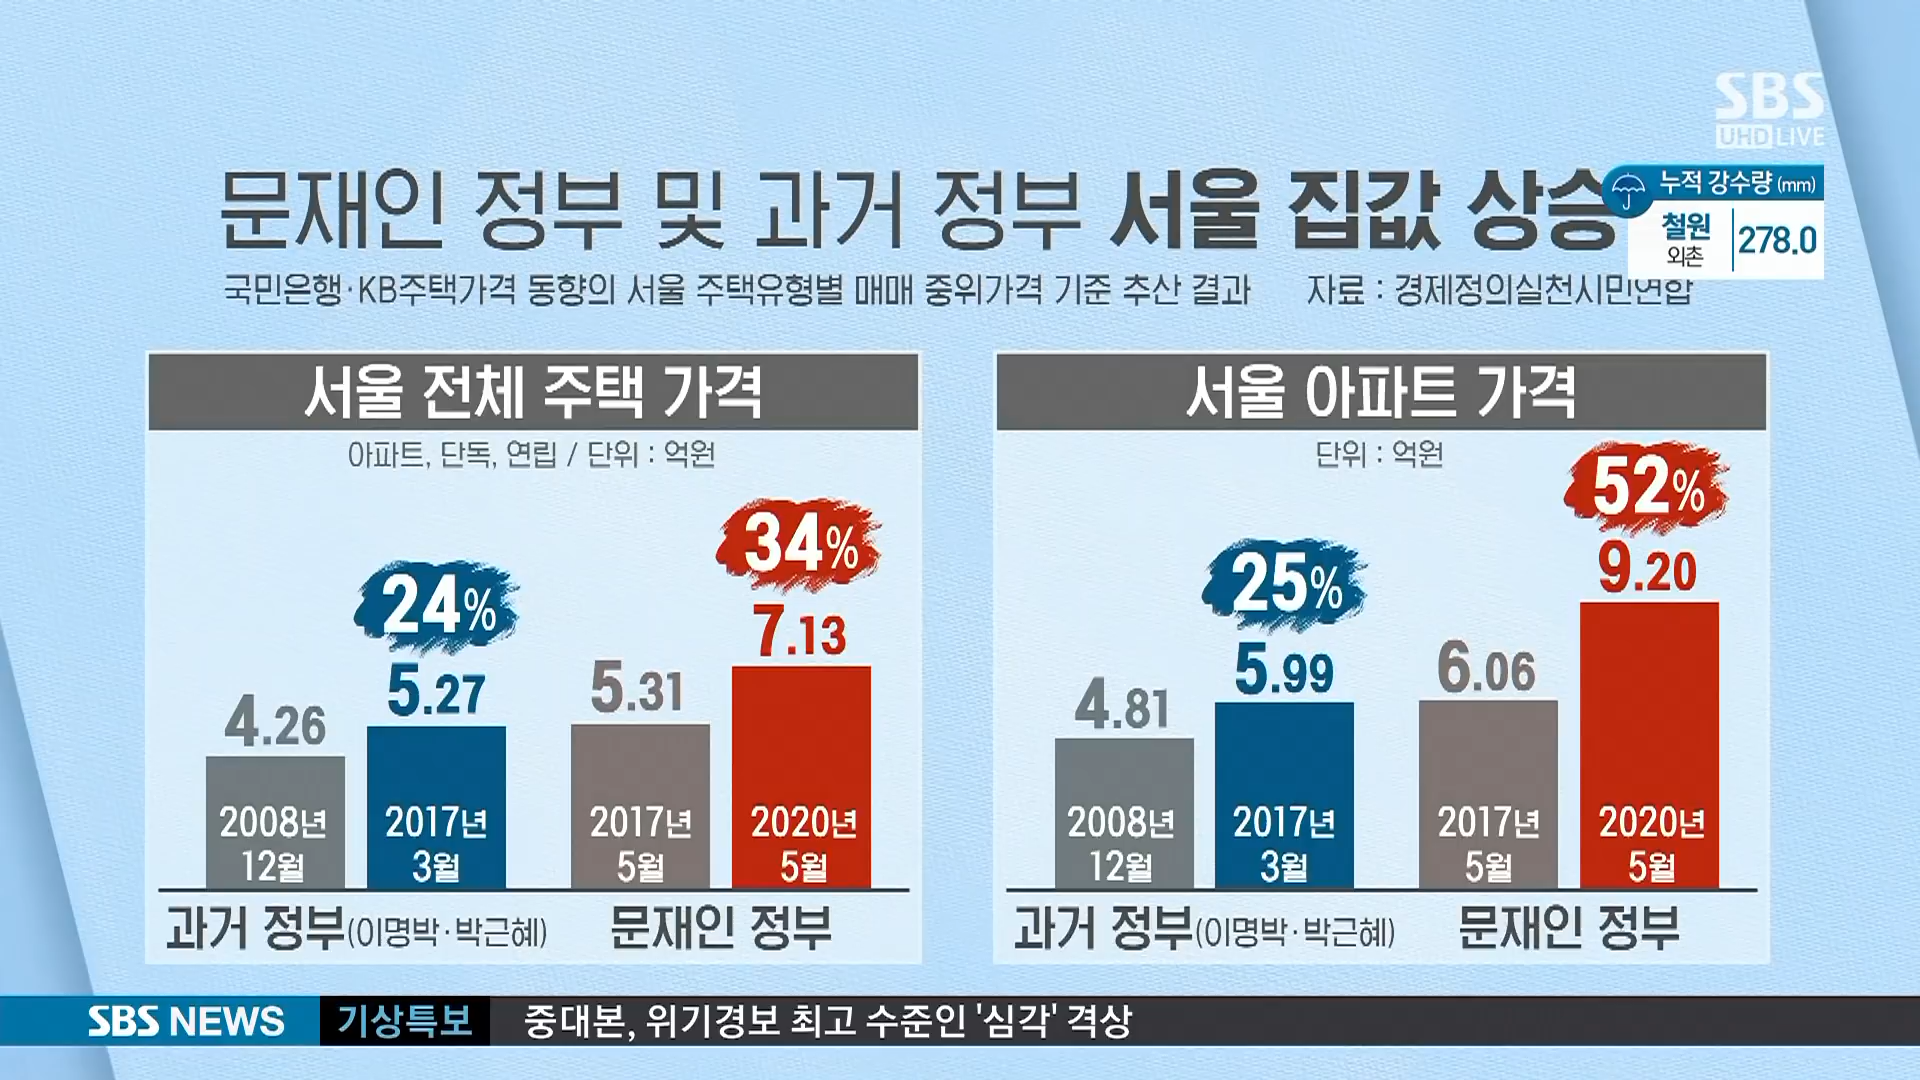 SBS
UHD LIVE
문재인 정부 및 과거 정부 서울 집값 상승
누적 강수량 (mm)
철원
외촌
278.0
국민은행·KB주택가격 동향의 서울 주택유형별 매매 중위가격 기준 추산 결과
자료 : 경제정의실천시민연합
서울 전체 주택 가격
아파트, 단독, 연립 / 단위 : 억원
24%
34%
4.26
5.27
5.31
7.13
2008년
12월
2017년
3월
2017년
5월
2020년
5월
과거 정부(이명박·박근혜)
문재인 정부
서울 아파트 가격
단위 : 억원
25%
52%
4.81
5.99
6.06
9.20
2008년
12월
2017년
3월
2017년
5월
2020년
5월
과거 정부(이명박·박근혜)
문재인 정부
SBS NEWS
기상특보
중대본, 위기경보 최고 수준인 '심각' 격상